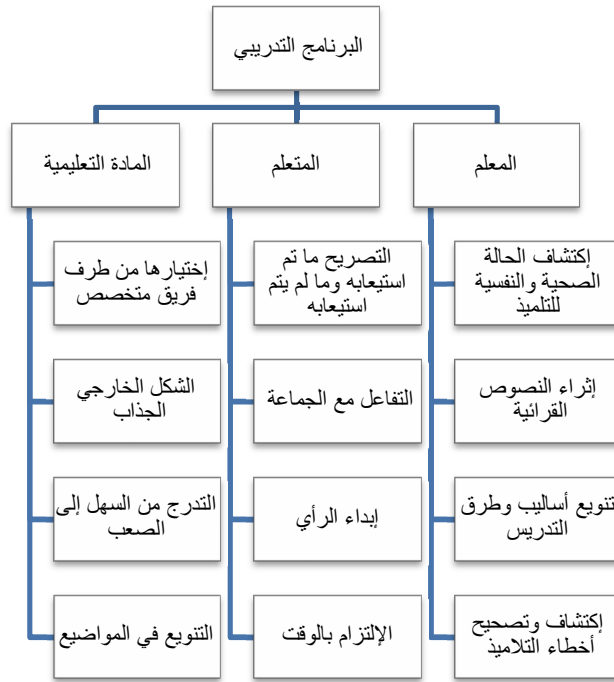 البرنامج التدريبي
المعلم
المتعلم
المادة التعليمية
إكتشاف الحالة
الصحية والنفسية
للتلميذ
إثراء النصوص
القرائية
تنويع أساليب وطرق
التدريس
إكتشاف وتصحيح
أخطاء التلاميذ
التصريح ما تم
استيعابه وما لم يتم
استيعابه
التفاعل مع الجماعة
إبداء الرأي
الإلتزام بالوقت
إختيارها من طرف
فريق متخصص
الشكل الخارجي
الجذاب
التدرج من السهل إلى
الصعب
التنويع في المواضيع